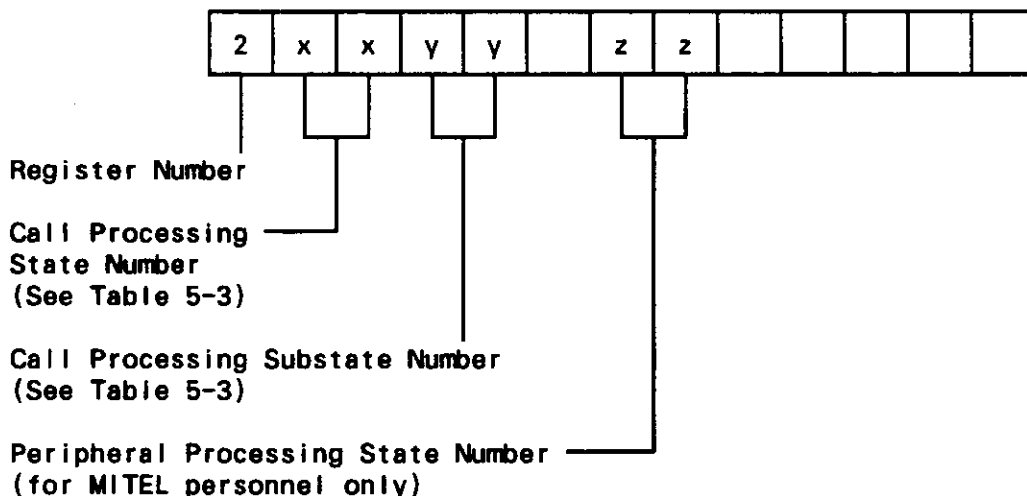 2 x x y y z z
Register Number
Call Processing
State Number
(See Table 5-3)
Call Processing Substate Number
(See Table 5-3)
Peripheral Processing State Number
(for MITEL personnel only)